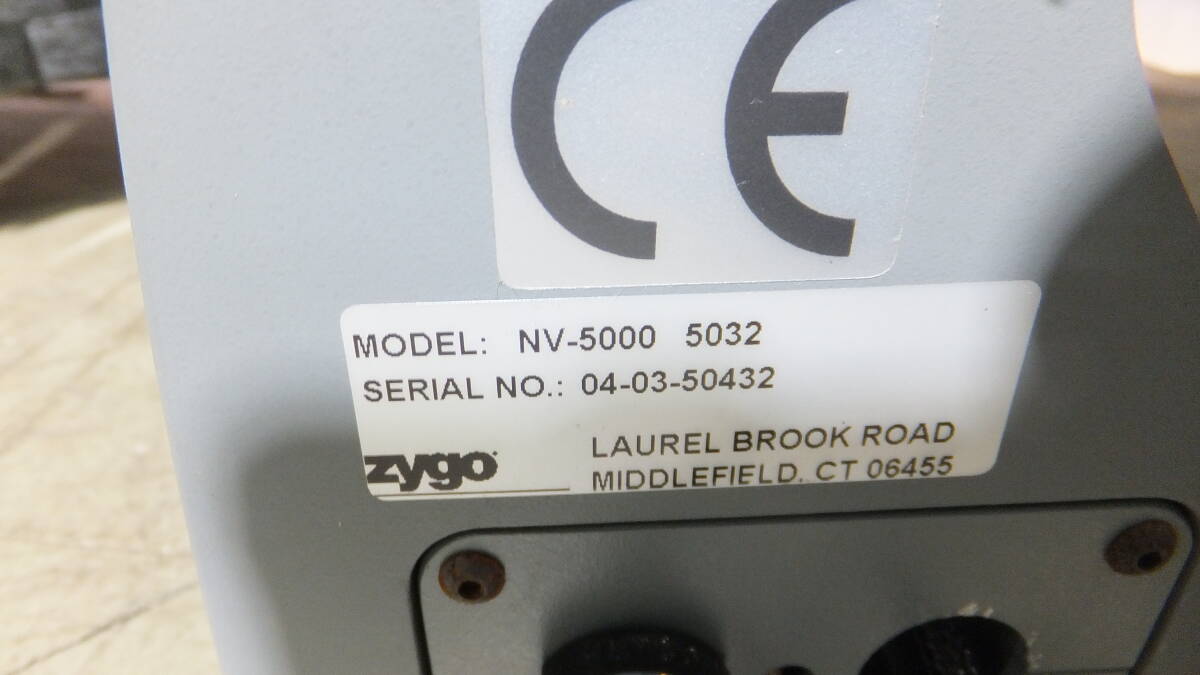 CE
MODEL: NV-5000 5032
SERIAL NO.: 04-03-50432
zygo
LAUREL BROOK ROAD
MIDDLEFIELD, CT 06455